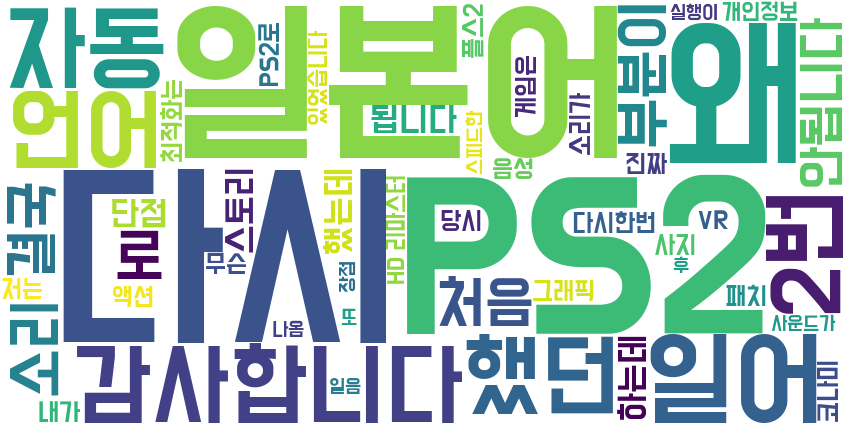 자동
일본어
왜
언어
최적화는
PS2로
있었습니다
됩니다
플스2
스피드한
음성
게임은
소리가
부분이
진짜
실행이
개인정보
안됩니다
결국
저는
소리
내가
단점
액션
로
다시
무슨
스토리
나옴
했는데
장점
HD 리마스터
PS2
당시
처음
그래픽
다시한번
사지
후
VR
패치
2번
사운드가
코나미
감사합니다
일음
했던
하는데
일어